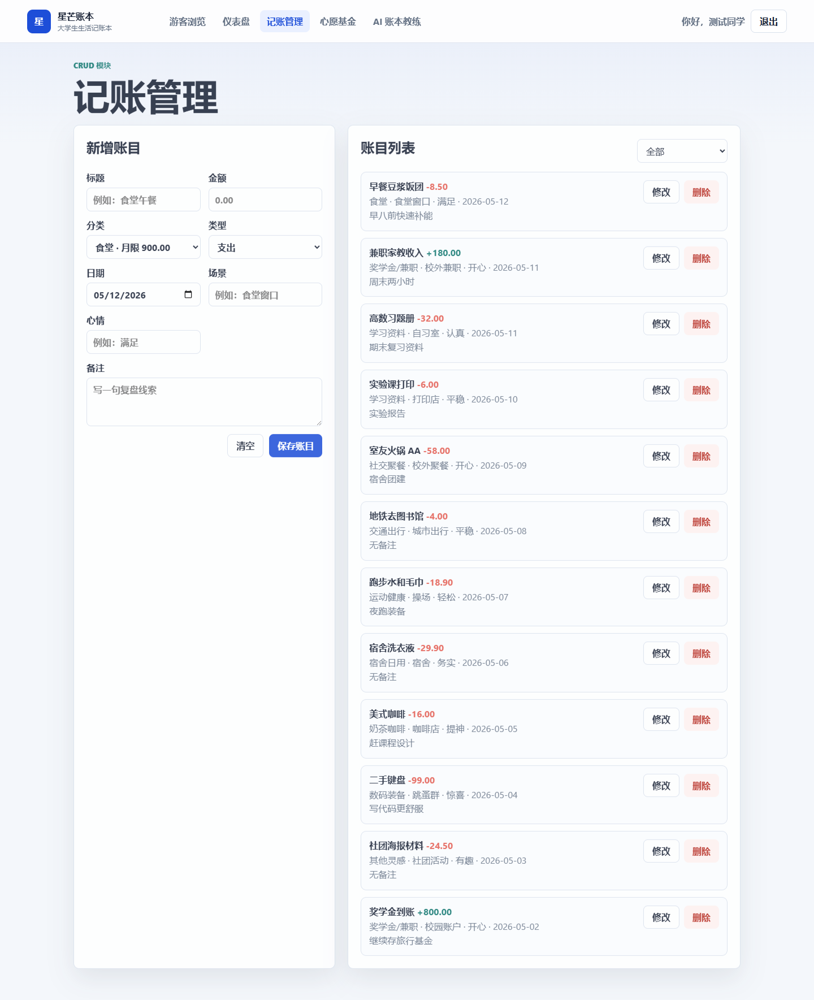 星
星芒账本
大学生生活记账本
游客浏览 仪表盘 记账管理 心愿基金 AI 账本教练
你好，测试同学 退出
CRUD 模块
记账管理
新增账目
标题 金额
例如：食堂午餐 0.00
分类 类型
食堂 · 月限 900.00 支出
日期 场景
05/12/2026 例如：食堂窗口
心情
例如：满足
备注
写一句复盘线索
清空 保存账目
账目列表 全部
早餐豆浆饭团 -8.50 修改 删除
食堂 · 食堂窗口 · 满足 · 2026-05-12
早八前快速补能
兼职家教收入 +180.00 修改 删除
奖学金/兼职 · 校外兼职 · 开心 · 2026-05-11
周末两小时
高数习题册 -32.00 修改 删除
学习资料 · 自习室 · 认真 · 2026-05-11
期末复习资料
实验课打印 -6.00 修改 删除
学习资料 · 打印店 · 平稳 · 2026-05-10
实验报告
室友火锅 AA -58.00 修改 删除
社交聚餐 · 校外聚餐 · 开心 · 2026-05-09
宿舍团建
地铁去图书馆 -4.00 修改 删除
交通出行 · 城市出行 · 平稳 · 2026-05-08
无备注
跑步水和毛巾 -18.90 修改 删除
运动健康 · 操场 · 轻松 · 2026-05-07
夜跑装备
宿舍洗衣液 -29.90 修改 删除
宿舍日用 · 宿舍 · 务实 · 2026-05-06
无备注
美式咖啡 -16.00 修改 删除
奶茶咖啡 · 咖啡店 · 提神 · 2026-05-05
赶课程设计
二手键盘 -99.00 修改 删除
数码装备 · 跳蚤群 · 惊喜 · 2026-05-04
写代码更舒服
社团海报材料 -24.50 修改 删除
其他灵感 · 社团活动 · 有趣 · 2026-05-03
无备注
奖学金到账 +800.00 修改 删除
奖学金/兼职 · 校园账户 · 开心 · 2026-05-02
继续存旅行基金